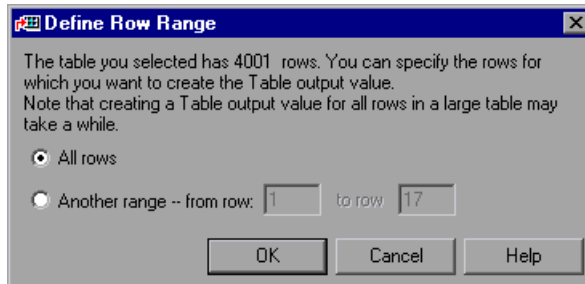 Define Row Range
The table you selected has 4001 rows. You can specify the rows for
which you want to create the Table output value.
Note that creating a Table output value for all rows in a large table may
take a while.
All rows
Another range -- from row: 1 to row 17
OK Cancel Help